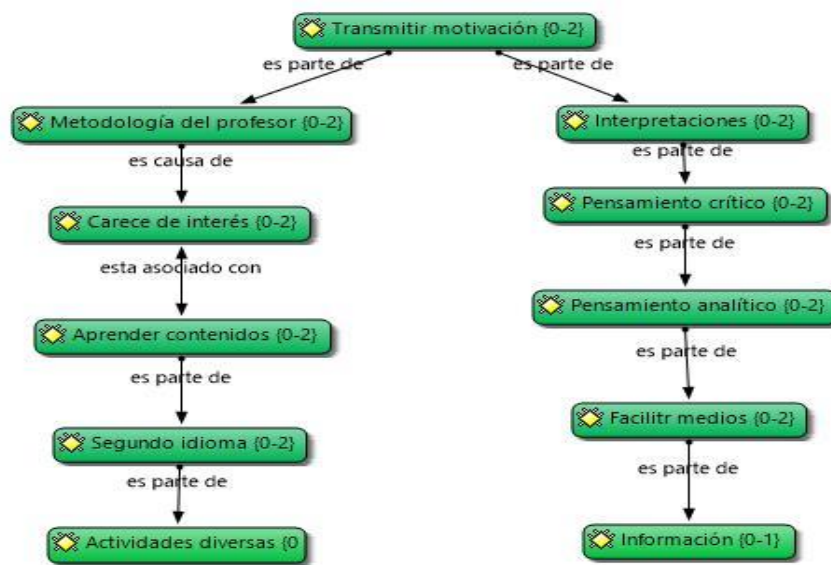 Transmitir motivación {0-2}
es parte de
es parte de
Metodología del profesor {0-2}
Interpretaciones {0-2}
es causa de
es parte de
Carece de interés {0-2}
Pensamiento crítico {0-2}
esta asociado con
es parte de
Aprender contenidos {0-2}
Pensamiento analítico {0-2}
es parte de
es parte de
Segundo idioma {0-2}
Facilitr medios {0-2}
es parte de
es parte de
Actividades diversas {0
Información {0-1}